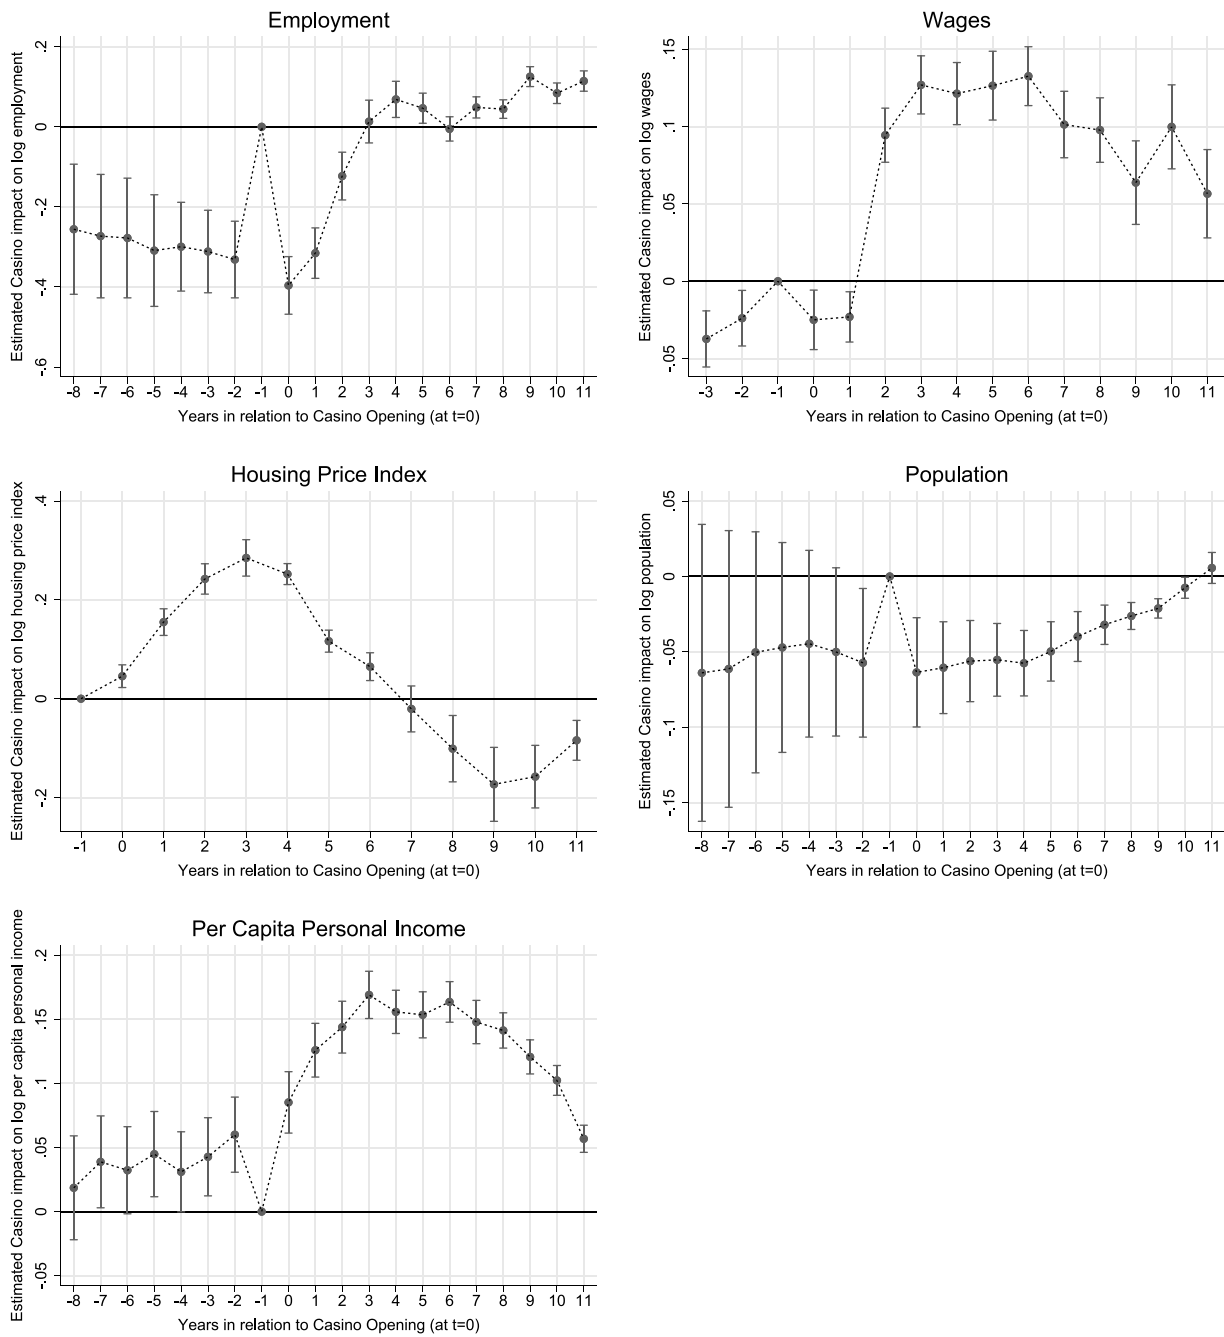 Employment
Estimated Casino impact on log employment
.2
0
-.2
-.4
-.6
-8 -7 -6 -5 -4 -3 -2 -1 0 1 2 3 4 5 6 7 8 9 10 11
Years in relation to Casino Opening (at t=0)
Wages
Estimated Casino impact on log wages
.15
.1
.05
0
-.05
-3 -2 -1 0 1 2 3 4 5 6 7 8 9 10 11
Years in relation to Casino Opening (at t=0)
Housing Price Index
Estimated Casino impact on log housing price index
.4
.2
0
-.2
-1 0 1 2 3 4 5 6 7 8 9 10 11
Years in relation to Casino Opening (at t=0)
Population
Estimated Casino impact on log population
.05
0
-.05
-.1
-.15
-8 -7 -6 -5 -4 -3 -2 -1 0 1 2 3 4 5 6 7 8 9 10 11
Years in relation to Casino Opening (at t=0)
Per Capita Personal Income
Estimated Casino impact on log per capita personal income
.2
.15
.1
.05
0
-.05
-8 -7 -6 -5 -4 -3 -2 -1 0 1 2 3 4 5 6 7 8 9 10 11
Years in relation to Casino Opening (at t=0)